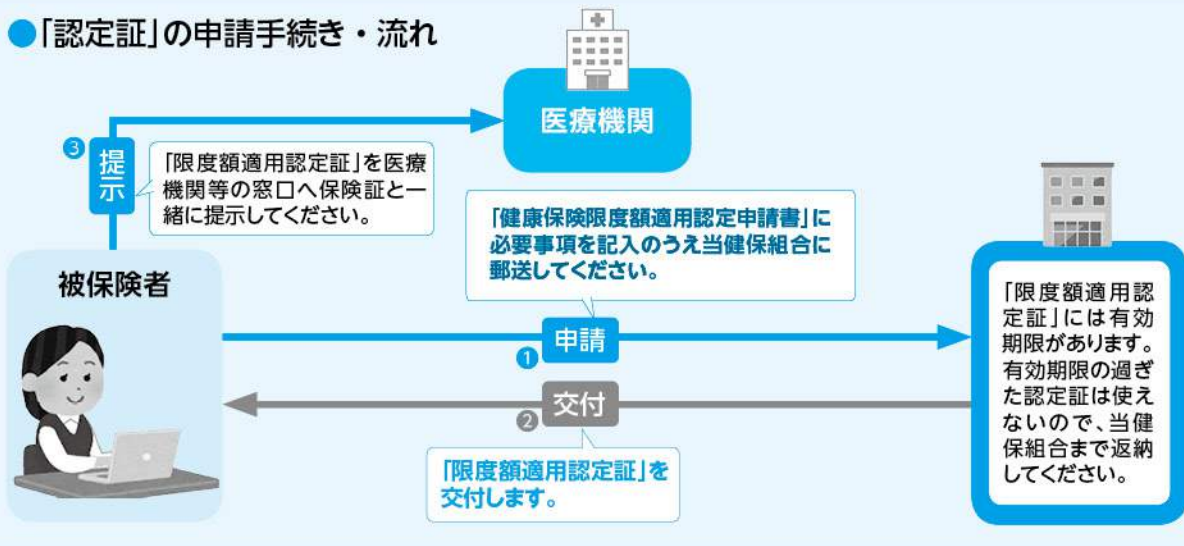 ●「認定証」の申請手続き・流れ
医療機関
③
提示
「限度額適用認定証」を医療
機関等の窓口へ保険証と一
緒に提示してください。
「健康保険限度額適用認定申請書」に
必要事項を記入のうえ当健保組合に
郵送してください。
被保険者
①
申請
②
交付
「限度額適用認定証」を
交付します。
「限度額適用認
定証」には有効
期限があります。
有効期限の過ぎ
た認定証は使え
ないので、当健
保組合まで返納
してください。